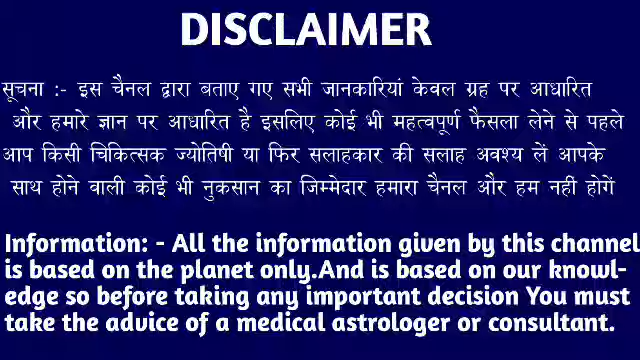 DISCLAIMER
सूचना :- इस चैनल द्वारा बताए गए सभी जानकारियां केवल ग्रह पर आधारित
और हमारे ज्ञान पर आधारित है इसलिए कोई भी महत्वपूर्ण फैसला लेने से पहले
आप किसी चिकित्सक ज्योतिषी या फिर सलाहकार की सलाह अवश्य लें आपके
साथ होने वाली कोई भी नुकसान का जिम्मेदार हमारा चैनल और हम नहीं होगें
Information: - All the information given by this channel
is based on the planet only.And is based on our knowl-
edge so before taking any important decision You must
take the advice of a medical astrologer or consultant.